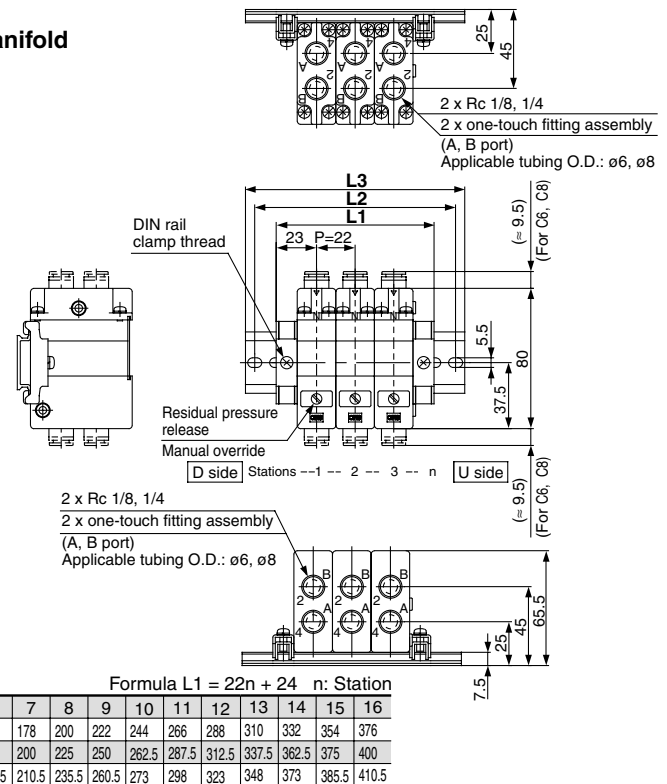 anifold
25
45
2 x Rc 1/8, 1/4
2 x one-touch fitting assembly
(A, B port)
Applicable tubing O.D.: ø6, ø8
L3
L2
L1
23 P=22
DIN rail
clamp thread
(≈ 9.5)
(For C6, C8)
5.5
80
37.5
Residual pressure
release
Manual override
D side Stations --1 -- 2 -- 3 -- n U side
(≈ 9.5)
(For C6, C8)
2 x Rc 1/8, 1/4
2 x one-touch fitting assembly
(A, B port)
Applicable tubing O.D.: ø6, ø8
B B B
2 2 2
A A A
4 4 4
25
45
65.5
7.5
Formula L1 = 22n + 24 n: Station
7 8 9 10 11 12 13 14 15 16
178 200 222 244 266 288 310 332 354 376
200 225 250 262.5 287.5 312.5 337.5 362.5 375 400
5 210.5 235.5 260.5 273 298 323 348 373 385.5 410.5